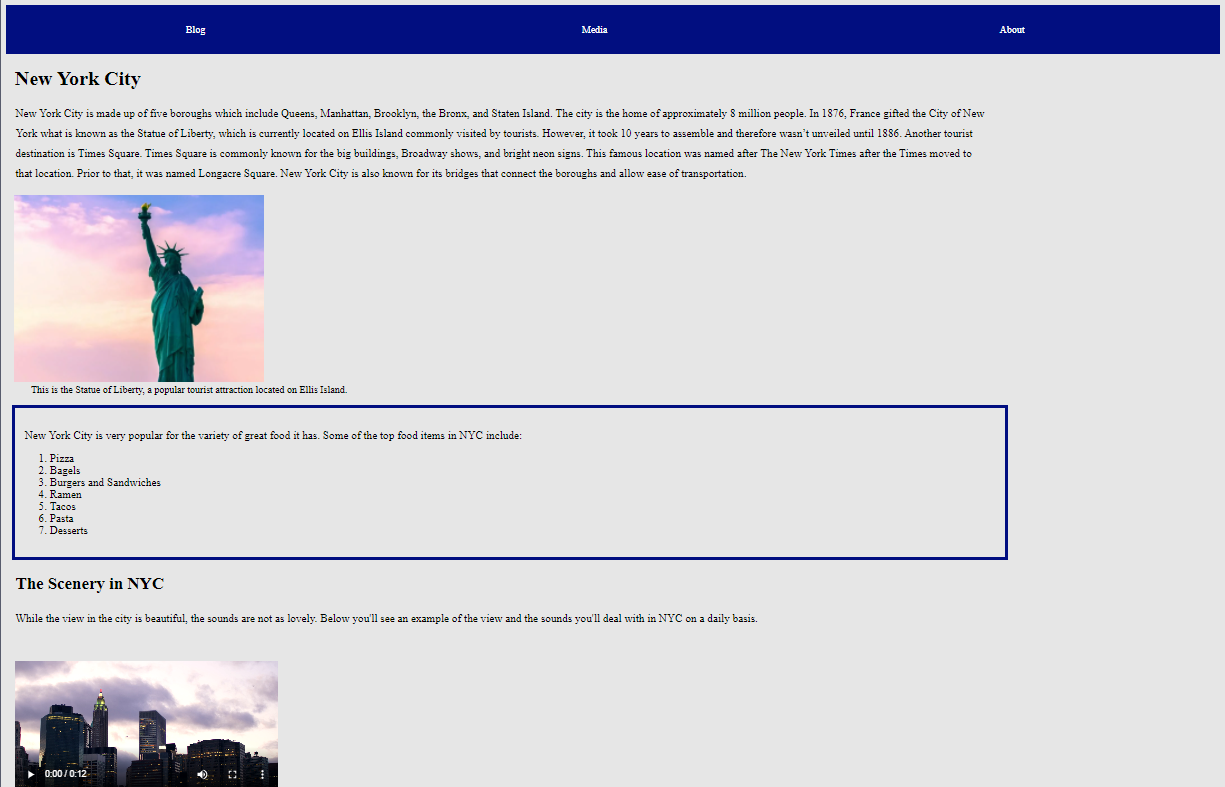 Blog Media About
New York City
New York City is made up of five boroughs which include Queens, Manhattan, Brooklyn, the Bronx, and Staten Island. The city is the home of approximately 8 million people. In 1876, France gifted the City of New
York what is known as the Statue of Liberty, which is currently located on Ellis Island commonly visited by tourists. However, it took 10 years to assemble and therefore wasn't unveiled until 1886. Another tourist
destination is Times Square. Times Square is commonly known for the big buildings, Broadway shows, and bright neon signs. This famous location was named after The New York Times after the Times moved to
that location. Prior to that, it was named Longacre Square. New York City is also known for its bridges that connect the boroughs and allow ease of transportation.
This is the Statue of Liberty, a popular tourist attraction located on Ellis Island.
New York City is very popular for the variety of great food it has. Some of the top food items in NYC include:
1. Pizza
2. Bagels
3. Burgers and Sandwiches
4. Ramen
5. Tacos
6. Pasta
7. Desserts
The Scenery in NYC
While the view in the city is beautiful, the sounds are not as lovely. Below you'll see an example of the view and the sounds you'll deal with in NYC on a daily basis.
0:00 / 0:12